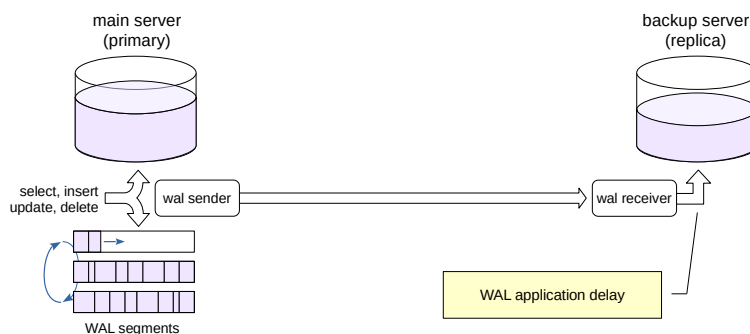 main server
(primary)
backup server
(replica)
select, insert
update, delete
wal sender
wal receiver
WAL application delay
WAL segments